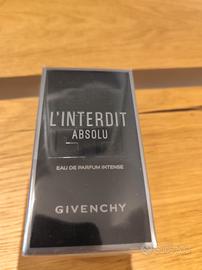 L'INTERDIT
ABSOLU
EAU DE PARFUM INTENSE
GIVENCHY